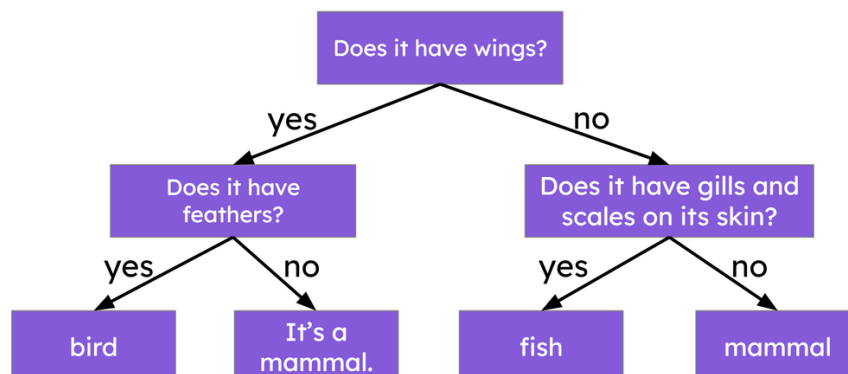 Does it have wings?
yes
no
Does it have
feathers?
Does it have gills and
scales on its skin?
yes
no
yes
no
bird
It's a
mammal.
fish
mammal